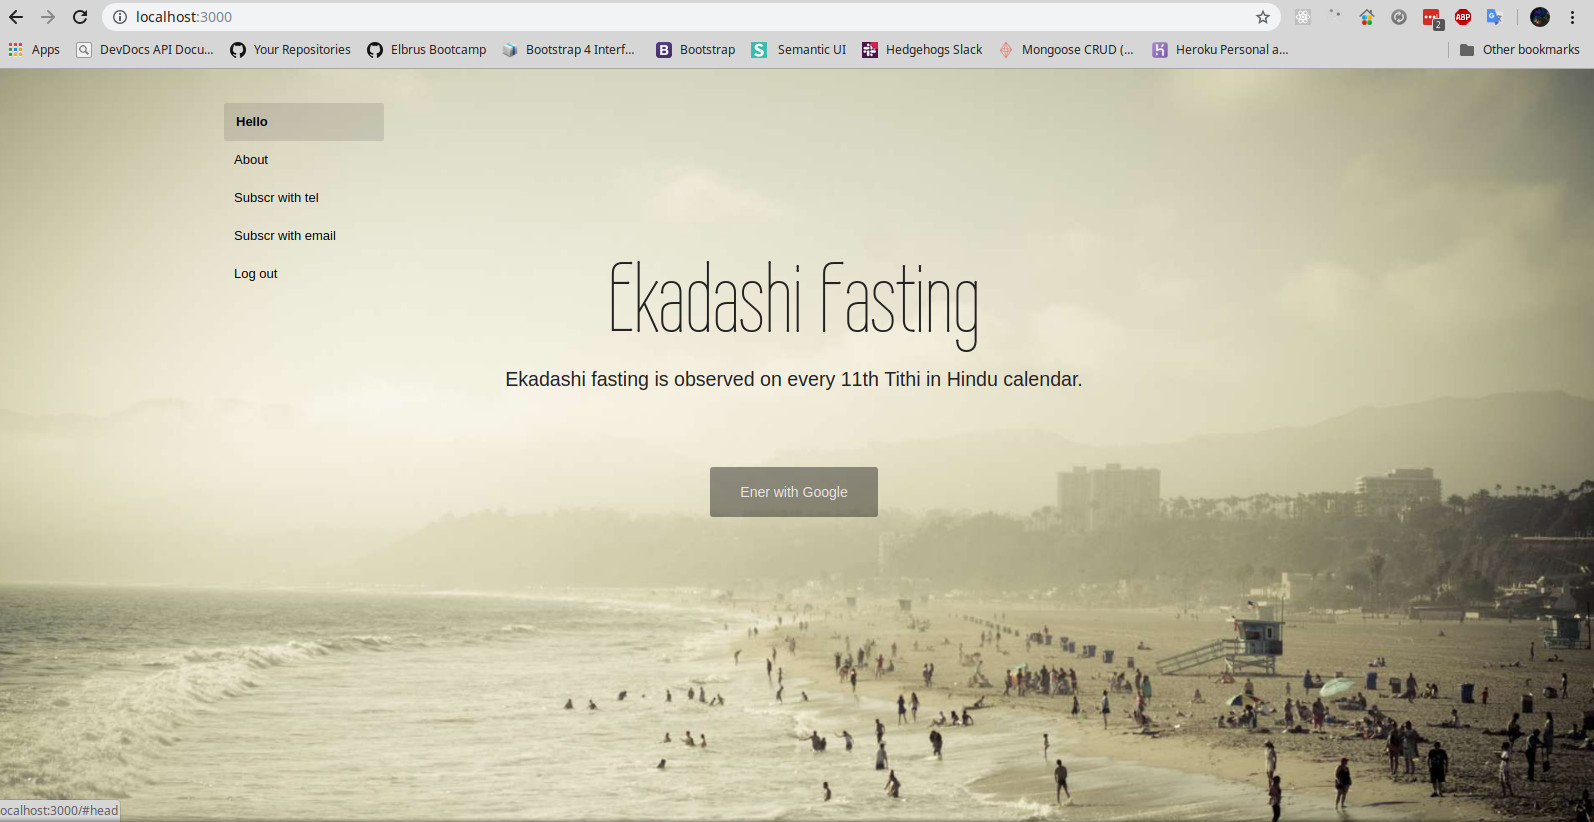 localhost:3000
2
ABP
Apps
DevDocs API Docu...
Your Repositories
Elbrus Bootcamp
Bootstrap 4 Interf...
B
Bootstrap
S
Semantic UI
Hedgehogs Slack
Mongoose CRUD (...
Heroku Personal a...
Other bookmarks
Hello
About
Subscr with tel
Subscr with email
Log out
Ekadashi Fasting
Ekadashi fasting is observed on every 11th Tithi in Hindu calendar.
Ener with Google
ocalhost:3000/#head